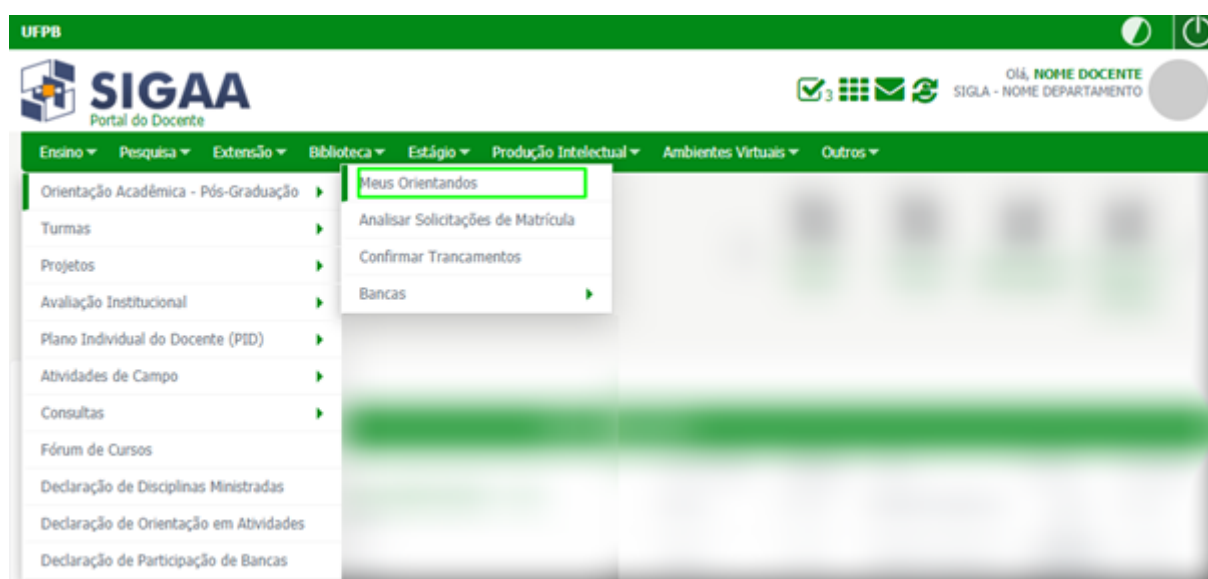 UFPB
SIGAA
Portal do Docente
3
Olá, NOME DOCENTE
SIGLA - NOME DEPARTAMENTO
Ensino Pesquisa Extensão Biblioteca Estágio Produção Intelectual Ambientes Virtuais Outros
Orientação Acadêmica - Pós-Graduação
Turmas
Projetos
Avaliação Institucional
Plano Individual do Docente (PID)
Atividades de Campo
Consultas
Fórum de Cursos
Declaração de Disciplinas Ministradas
Declaração de Orientação em Atividades
Declaração de Participação de Bancas
Meus Orientandos
Analisar Solicitações de Matrícula
Confirmar Trancamentos
Bancas